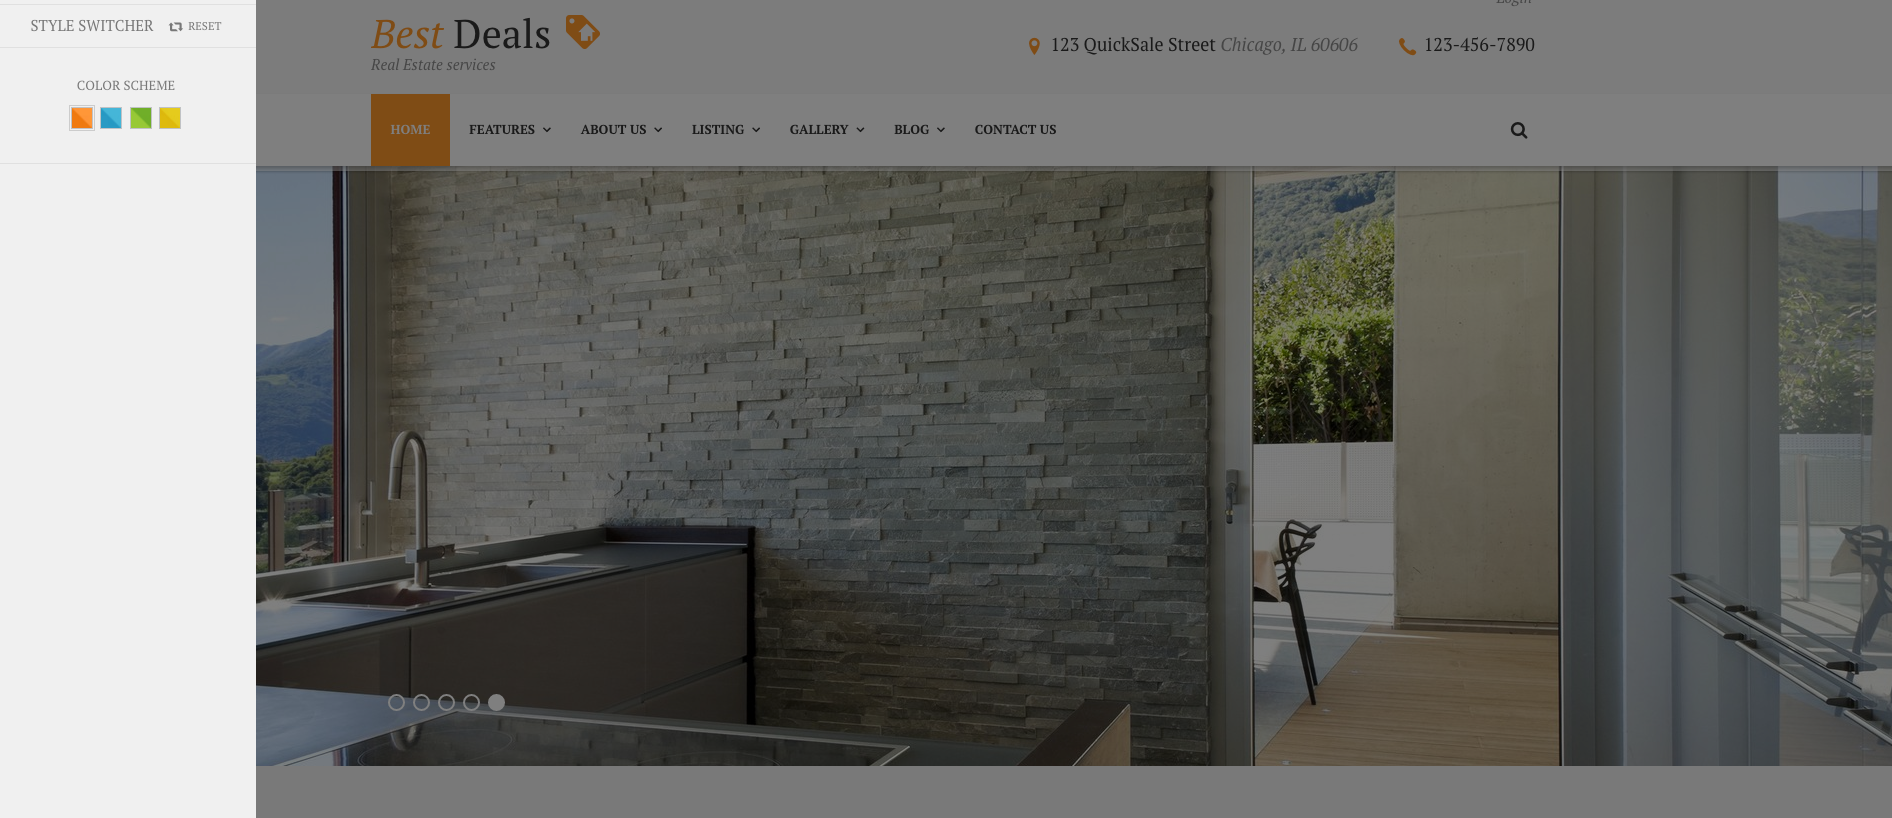 STYLE SWITCHER RESET
COLOR SCHEME
Login
Best Deals
Real Estate services
123 QuickSale Street Chicago, IL 60606
123-456-7890
HOME FEATURES ABOUT US LISTING GALLERY BLOG CONTACT US